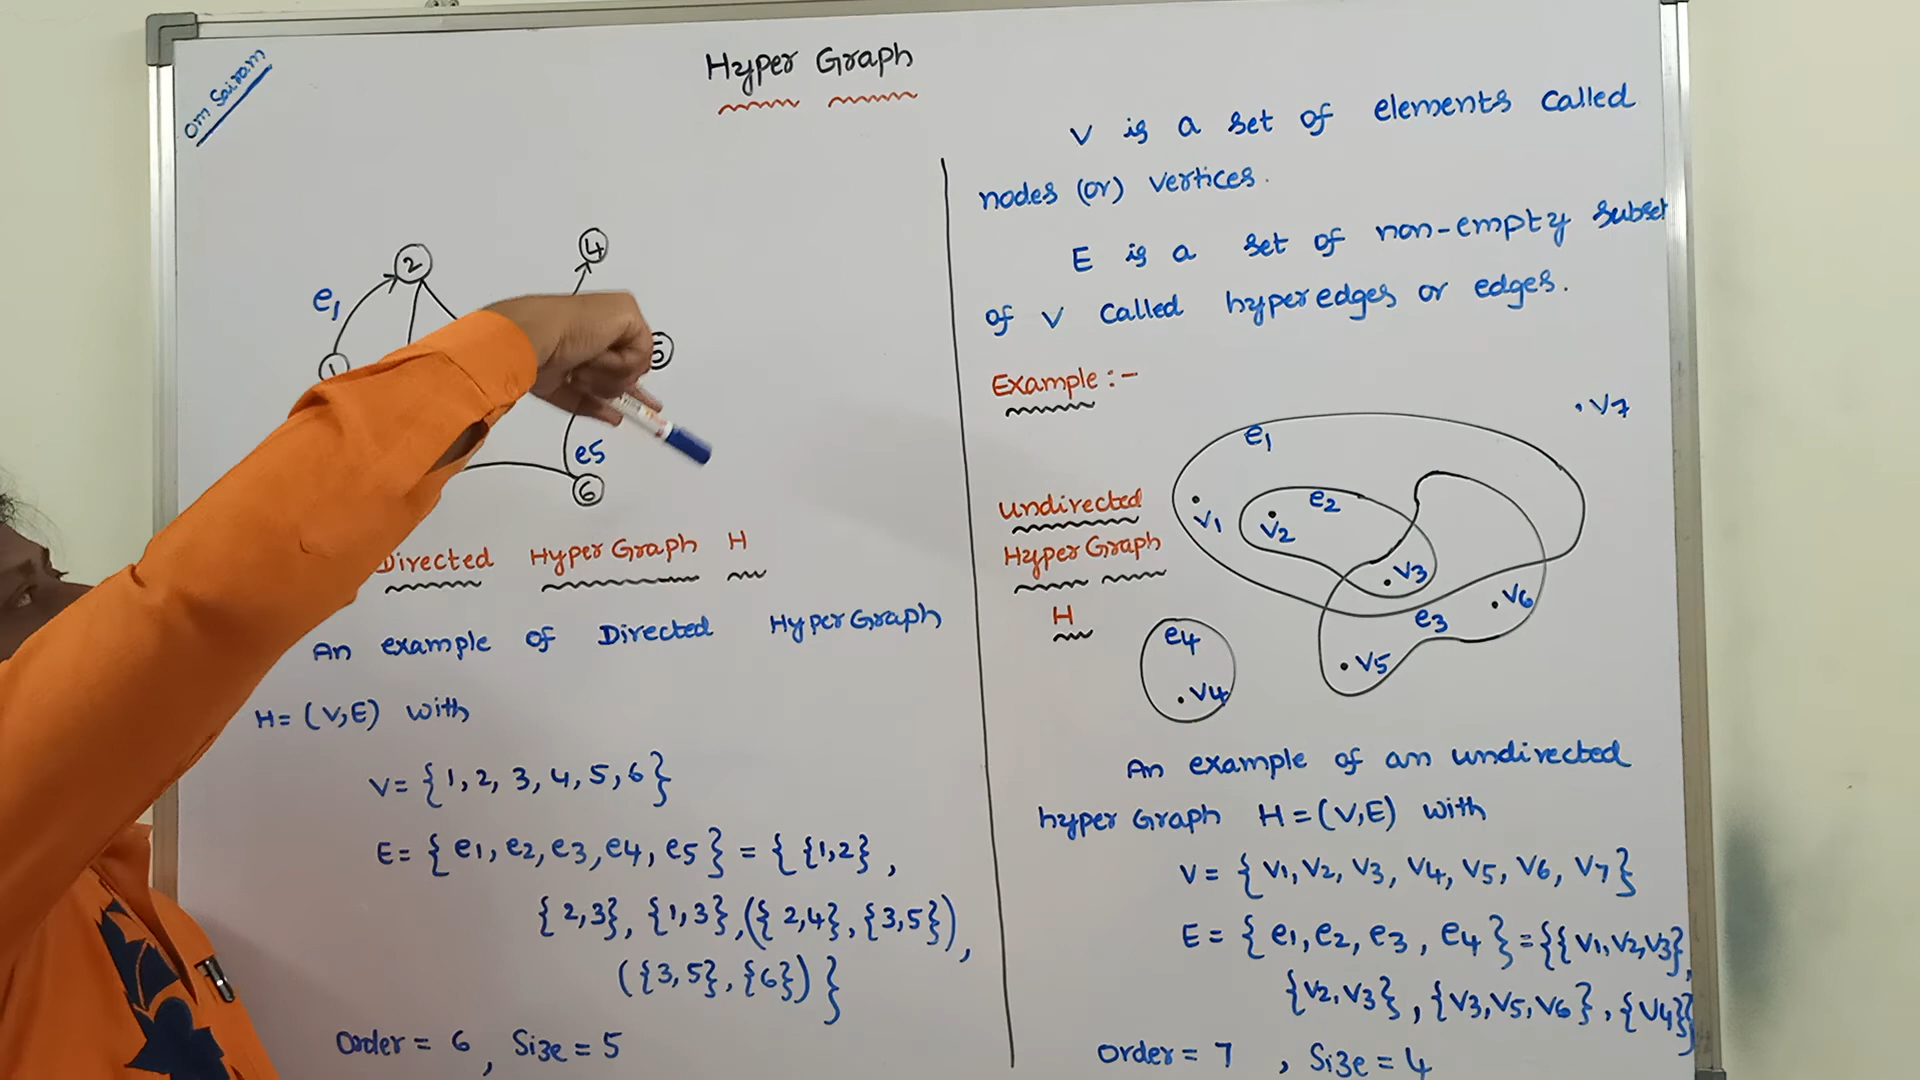 Om Sairam
Hyper Graph
2
4
e1
1
5
e5
6
Directed Hyper Graph H
An example of Directed Hyper Graph
H = (V,E) with
V = {1, 2, 3, 4, 5, 6}
E = {e1, e2, e3, e4, e5} = { {1,2},
{2,3}, {1,3}, ({2,4}, {3,5}),
({3,5}, {6}) }
Order = 6, Size = 5
V is a set of elements called
nodes (or) vertices.
E is a set of non-empty subset
of V called hyperedges or edges.
Example :-
V7
e1
e2
V1
V2
V3
V6
e3
V5
e4
V4
undirected
Hyper Graph
H
An example of an undirected
hyper Graph H = (V,E) with
V = {V1, V2, V3, V4, V5, V6, V7}
E = {e1, e2, e3, e4} = {{V1, V2, V3},
{V2, V3}, {V3, V5, V6}, {V4}}
Order = 7, Size = 4